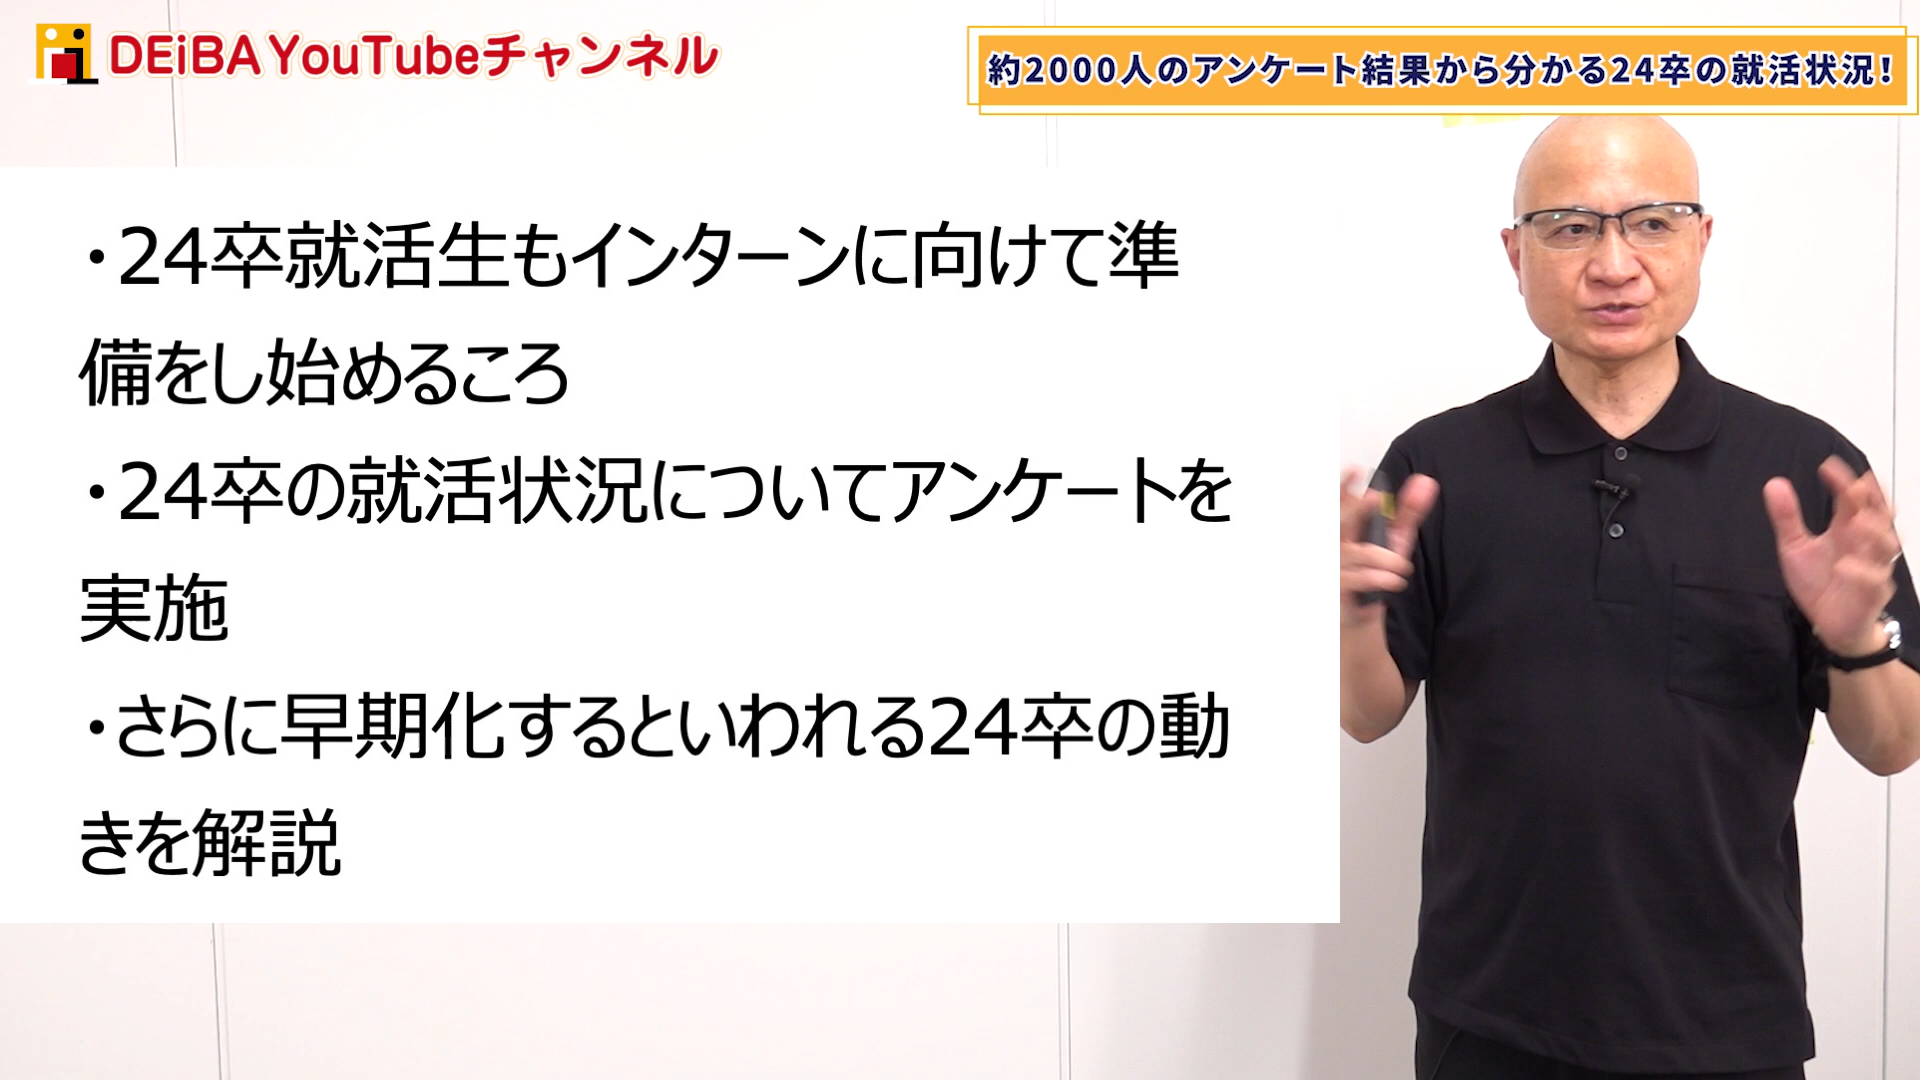 DEiBA YouTubeチャンネル
約2000人のアンケート結果から分かる24卒の就活状況!
・24卒就活生もインターンに向けて準
備をし始めるころ
・24卒の就活状況についてアンケートを
実施
・さらに早期化するといわれる24卒の動
きを解説